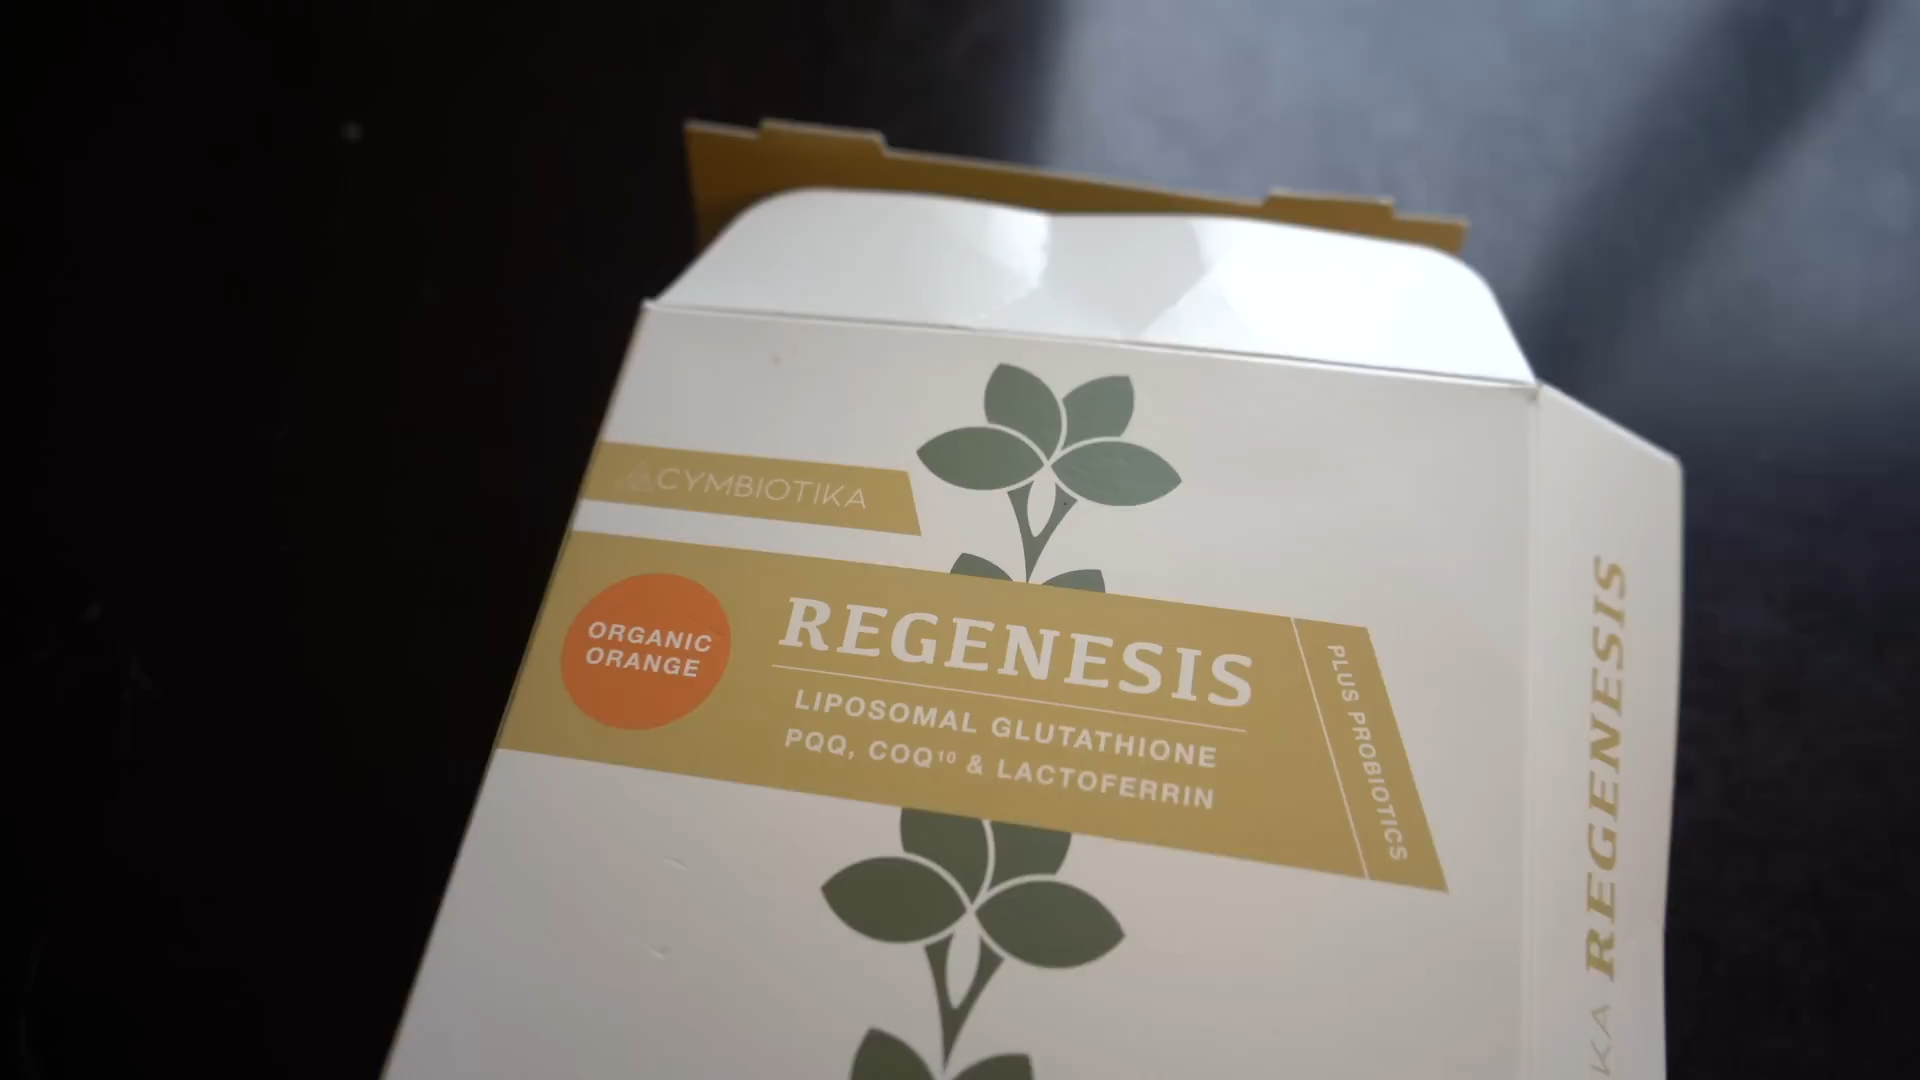 CYMBIOTIKA
ORGANIC
ORANGE
REGENESIS
LIPOSOMAL GLUTATHIONE
PQQ, COQ¹⁰ & LACTOFERRIN
PLUS PROBIOTICS
KA REGENESIS